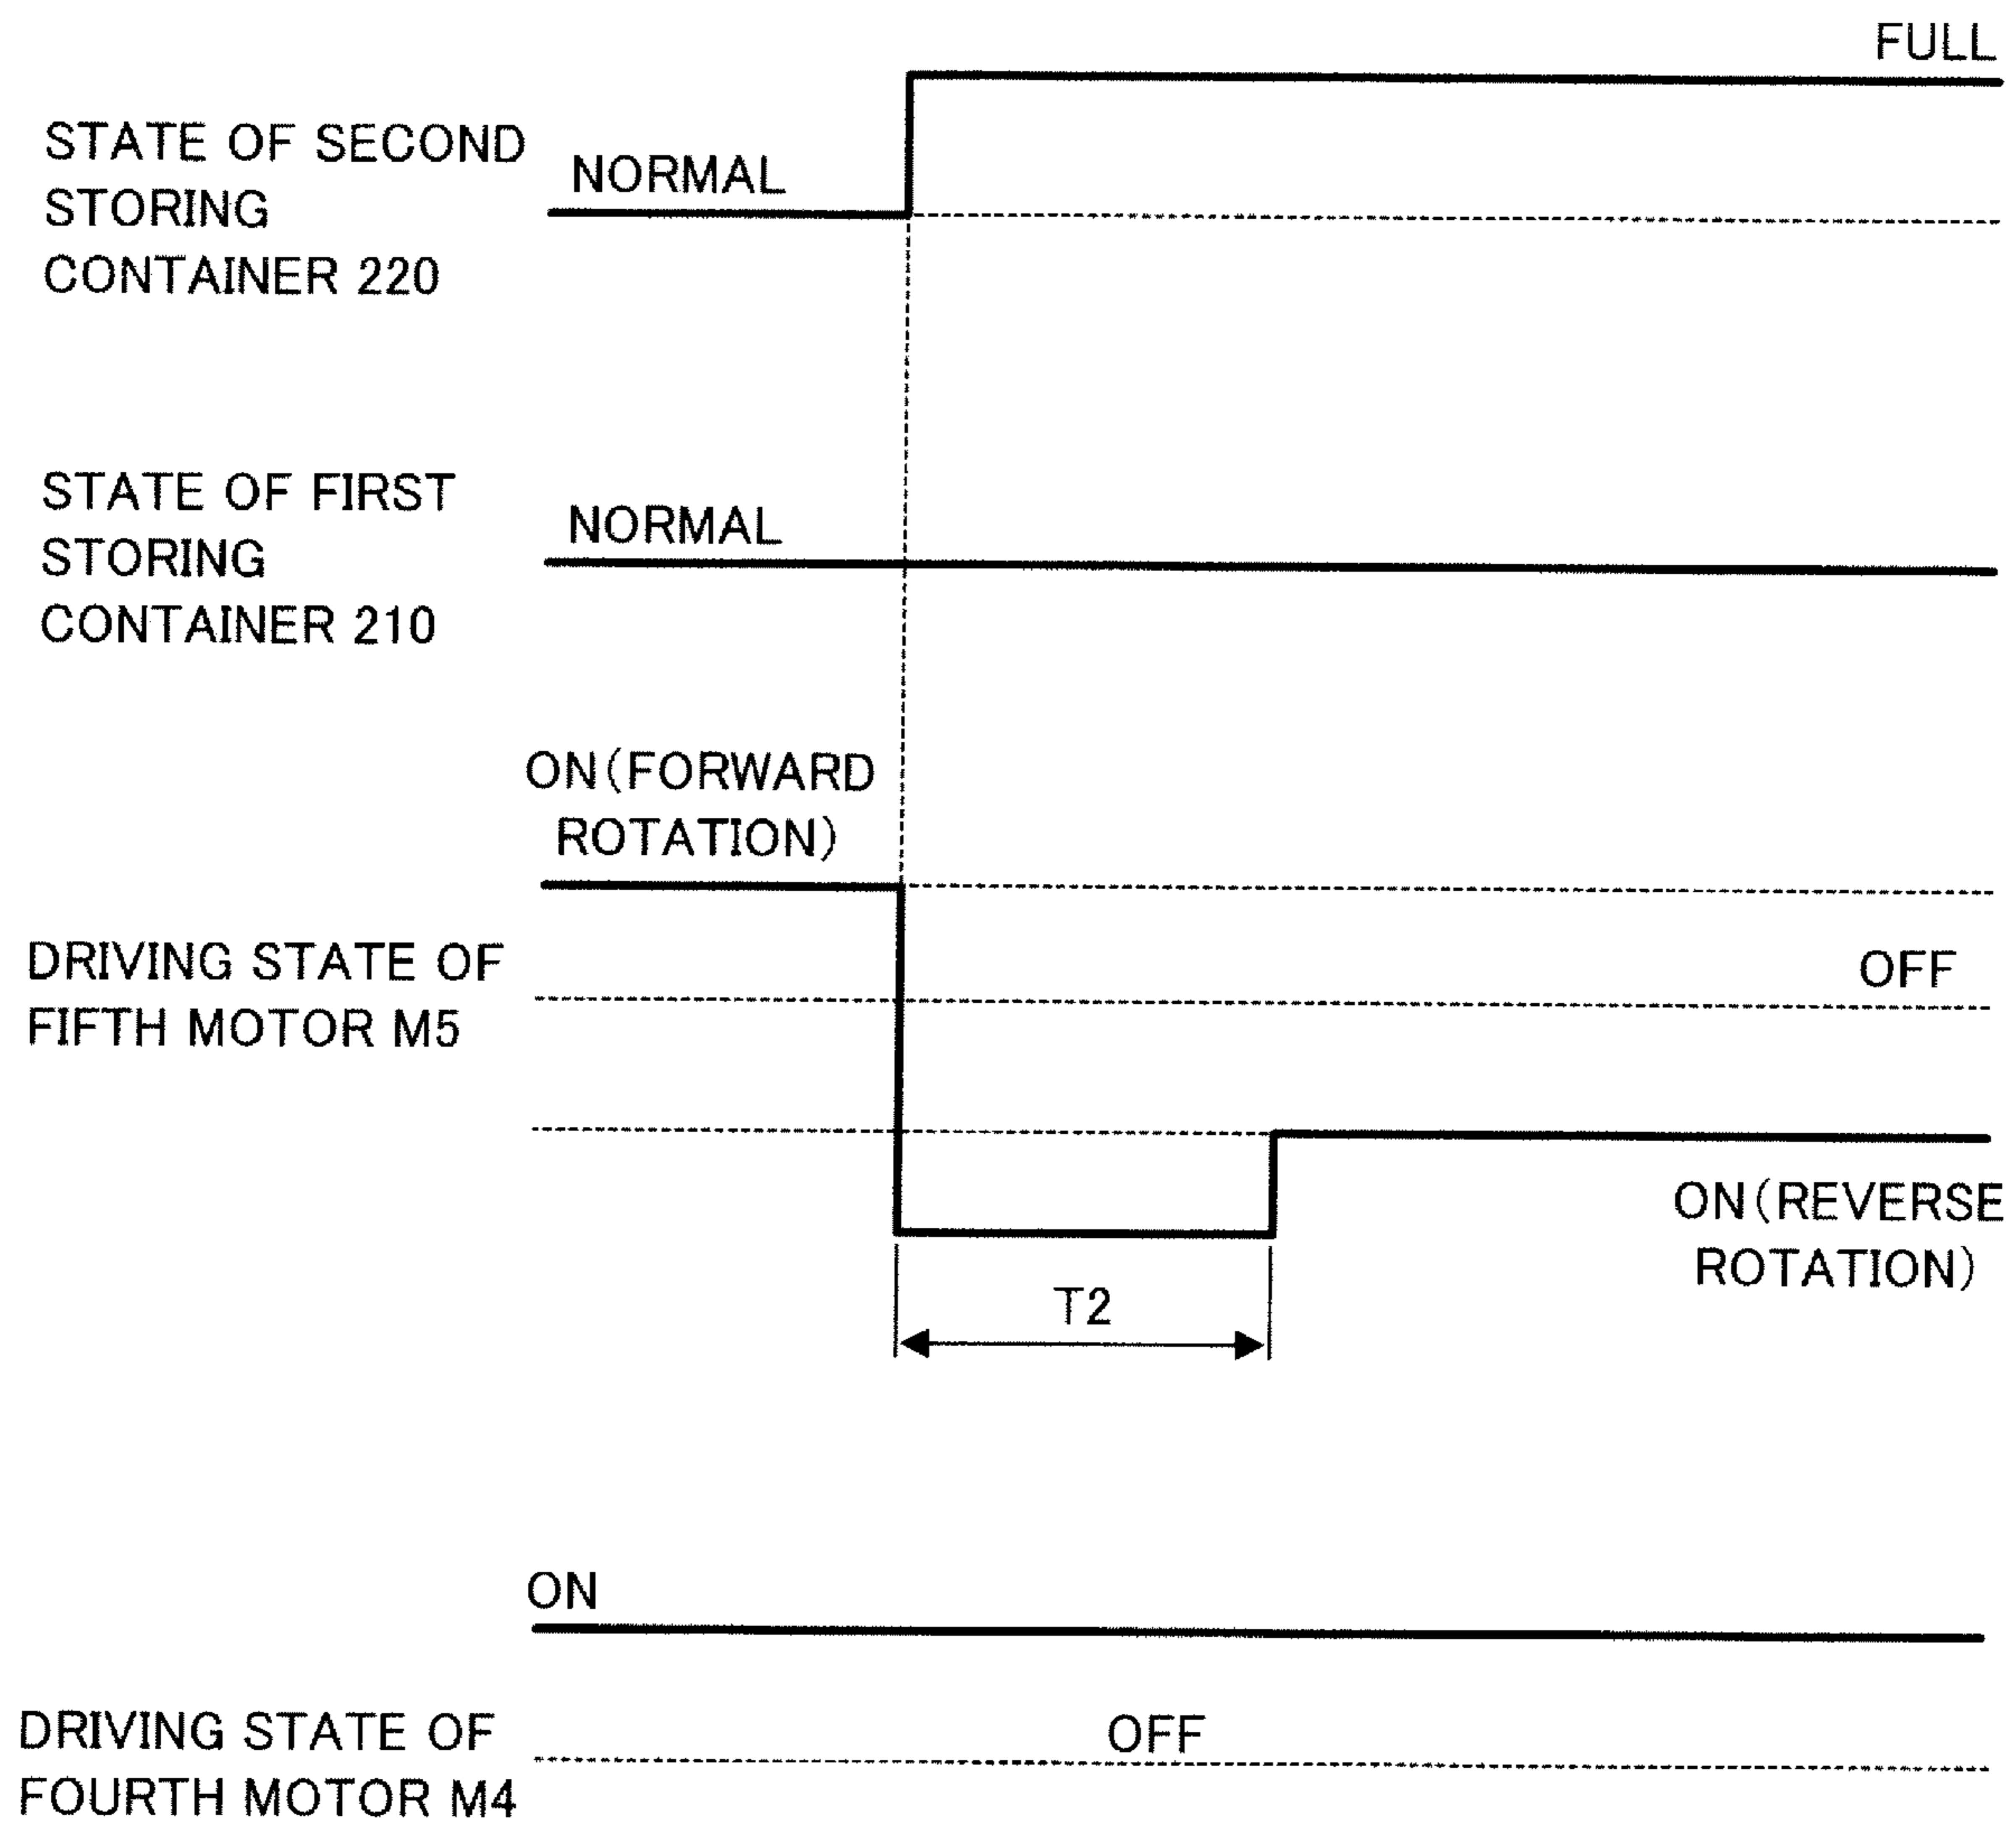 FULL
STATE OF SECOND
STORING
CONTAINER 220
NORMAL
STATE OF FIRST
STORING
CONTAINER 210
NORMAL
ON(FORWARD
ROTATION)
DRIVING STATE OF
FIFTH MOTOR M5
OFF
ON(REVERSE
ROTATION)
T2
ON
DRIVING STATE OF
FOURTH MOTOR M4
OFF